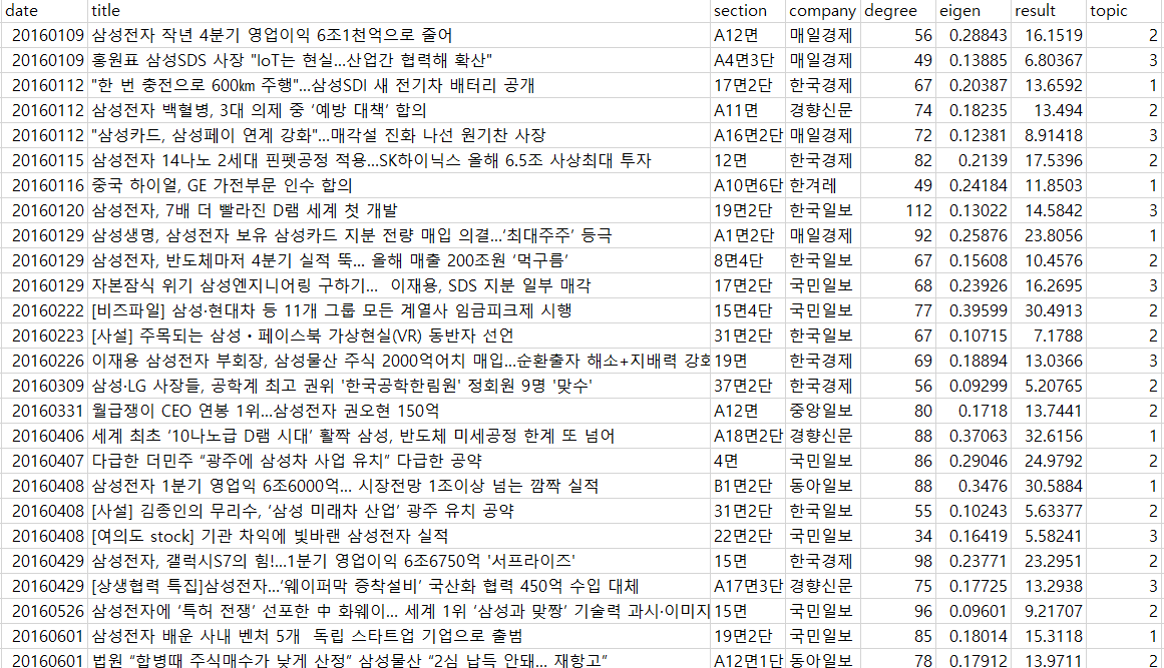 date title section company degree eigen result topic
20160109 삼성전자 작년 4분기 영업이익 6조1천억으로 줄어 A12면 매일경제 56 0.28843 16.1519 2
20160109 홍원표 삼성SDS 사장 "IoT는 현실...산업간 협력해 확산" A4면3단 매일경제 49 0.13885 6.80367 3
20160112 "한 번 충전으로 600㎞ 주행"...삼성SDI 새 전기차 배터리 공개 17면2단 한국경제 67 0.20387 13.6592 1
20160112 삼성전자 백혈병, 3대 의제 중 ‘예방 대책’ 합의 A11면 경향신문 74 0.18235 13.494 2
20160112 "삼성카드, 삼성페이 연계 강화"...매각설 진화 나선 원기찬 사장 A16면2단 매일경제 72 0.12381 8.91418 3
20160115 삼성전자 14나노 2세대 핀펫공정 적용...SK하이닉스 올해 6.5조 사상최대 투자 12면 한국경제 82 0.2139 17.5396 2
20160116 중국 하이얼, GE 가전부문 인수 합의 A10면6단 한겨레 49 0.24184 11.8503 1
20160120 삼성전자, 7배 더 빨라진 D램 세계 첫 개발 19면2단 한국일보 112 0.13022 14.5842 3
20160129 삼성생명, 삼성전자 보유 삼성카드 지분 전량 매입 의결...‘최대주주’ 등극 A1면2단 매일경제 92 0.25876 23.8056 1
20160129 삼성전자, 반도체마저 4분기 실적 뚝... 올해 매출 200조원 ‘먹구름’ 8면4단 한국일보 67 0.15608 10.4576 2
20160129 자본잠식 위기 삼성엔지니어링 구하기... 이재용, SDS 지분 일부 매각 17면2단 국민일보 68 0.23926 16.2695 3
20160222 [비즈파일] 삼성·현대차 등 11개 그룹 모든 계열사 임금피크제 시행 15면4단 국민일보 77 0.39599 30.4913 2
20160223 [사설] 주목되는 삼성·페이스북 가상현실(VR) 동반자 선언 31면2단 한국일보 67 0.10715 7.1788 2
20160226 이재용 삼성전자 부회장, 삼성물산 주식 2000억어치 매입...순환출자 해소+지배력 강호 19면 한국경제 69 0.18894 13.0366 3
20160309 삼성·LG 사장들, 공학계 최고 권위 '한국공학한림원' 정회원 9명 '맞수' 37면2단 한국경제 56 0.09299 5.20765 2
20160331 월급쟁이 CEO 연봉 1위...삼성전자 권오현 150억 A12면 중앙일보 80 0.1718 13.7441 2
20160406 세계 최초 ‘10나노급 D램 시대’ 활짝 삼성, 반도체 미세공정 한계 또 넘어 A18면2단 경향신문 88 0.37063 32.6156 1
20160407 다급한 더민주 “광주에 삼성차 사업 유치” 다급한 공약 4면 국민일보 86 0.29046 24.9792 2
20160408 삼성전자 1분기 영업익 6조6000억... 시장전망 1조이상 넘는 깜짝 실적 B1면2단 동아일보 88 0.3476 30.5884 1
20160408 [사설] 김종인의 무리수, ‘삼성 미래차 산업’ 광주 유치 공약 31면2단 한국일보 55 0.10243 5.63377 2
20160408 [여의도 stock] 기관 차익에 빛바랜 삼성전자 실적 22면2단 국민일보 34 0.16419 5.58241 3
20160429 삼성전자, 갤럭시S7의 힘!...1분기 영업이익 6조6750억 '서프라이즈' 15면 한국경제 98 0.23771 23.2951 2
20160429 [상생협력 특집]삼성전자...‘웨이퍼막 증착설비’ 국산화 협력 450억 수입 대체 A17면3단 경향신문 75 0.17725 13.2938 3
20160526 삼성전자에 ‘특허 전쟁’ 선포한 中 화웨이... 세계 1위 ‘삼성과 맞짱’ 기술력 과시·이미지 15면 국민일보 96 0.09601 9.21707 2
20160601 삼성전자 배운 사내 벤처 5개 독립 스타트업 기업으로 출범 19면2단 국민일보 85 0.18014 15.3118 1
20160601 법원 “합병때 주식매수가 낮게 산정” 삼성물산 “2심 납득 안돼... 재항고” A12면1단 동아일보 78 0.17912 13.9711 2